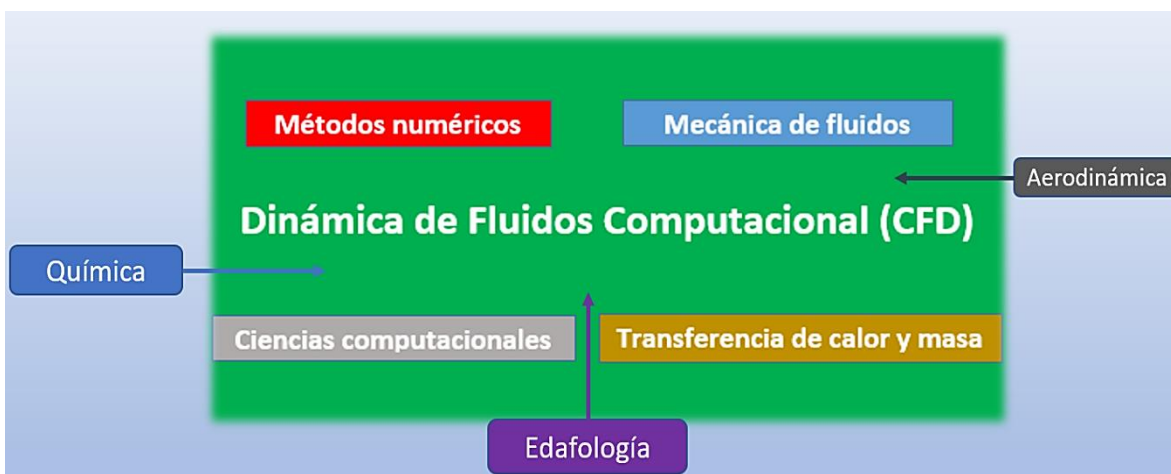 Métodos numéricos
Mecánica de fluidos
Aerodinámica
Dinámica de Fluidos Computacional (CFD)
Química
Ciencias computacionales
Transferencia de calor y masa
Edafología